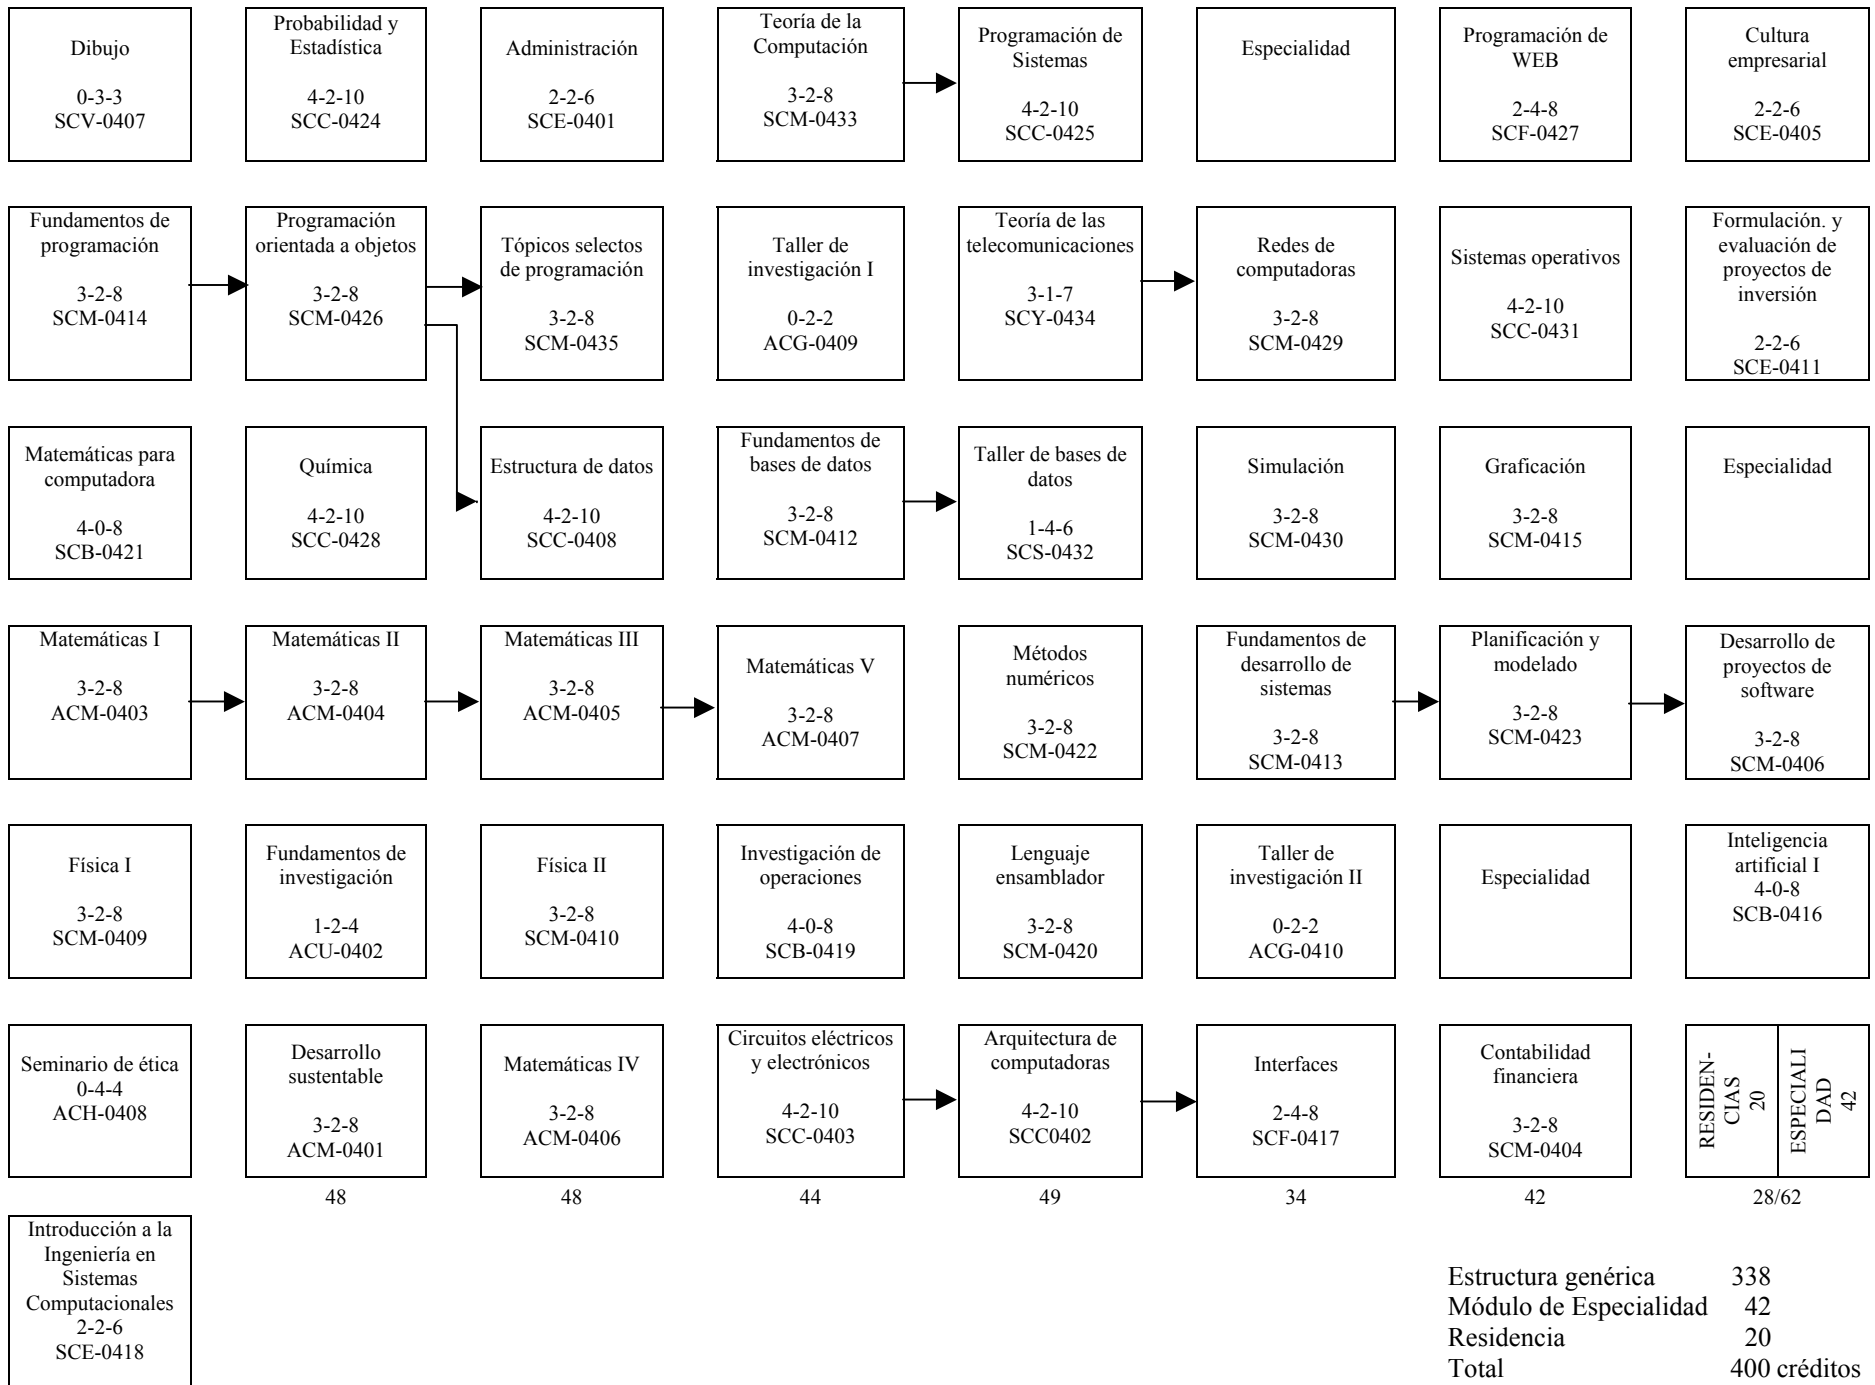 Dibujo
0-3-3
SCV-0407
Probabilidad y
Estadística
4-2-10
SCC-0424
Administración
2-2-6
SCE-0401
Teoría de la
Computación
3-2-8
SCM-0433
Programación de
Sistemas
4-2-10
SCC-0425
Especialidad
Programación de
WEB
2-4-8
SCF-0427
Cultura
empresarial
2-2-6
SCE-0405
Fundamentos de
programación
3-2-8
SCM-0414
Programación
orientada a objetos
3-2-8
SCM-0426
Tópicos selectos
de programación
3-2-8
SCM-0435
Taller de
investigación I
0-2-2
ACG-0409
Teoría de las
telecomunicaciones
3-1-7
SCY-0434
Redes de
computadoras
3-2-8
SCM-0429
Sistemas operativos
4-2-10
SCC-0431
Formulación. y
evaluación de
proyectos de
inversión
2-2-6
SCE-0411
Matemáticas para
computadora
4-0-8
SCB-0421
Química
4-2-10
SCC-0428
Estructura de datos
4-2-10
SCC-0408
Fundamentos de
bases de datos
3-2-8
SCM-0412
Taller de bases de
datos
1-4-6
SCS-0432
Simulación
3-2-8
SCM-0430
Graficación
3-2-8
SCM-0415
Especialidad
Matemáticas I
3-2-8
ACM-0403
Matemáticas II
3-2-8
ACM-0404
Matemáticas III
3-2-8
ACM-0405
Matemáticas V
3-2-8
ACM-0407
Métodos
numéricos
3-2-8
SCM-0422
Fundamentos de
desarrollo de
sistemas
3-2-8
SCM-0413
Planificación y
modelado
3-2-8
SCM-0423
Desarrollo de
proyectos de
software
3-2-8
SCM-0406
Física I
3-2-8
SCM-0409
Fundamentos de
investigación
1-2-4
ACU-0402
Física II
3-2-8
SCM-0410
Investigación de
operaciones
4-0-8
SCB-0419
Lenguaje
ensamblador
3-2-8
SCM-0420
Taller de
investigación II
0-2-2
ACG-0410
Especialidad
Inteligencia
artificial I
4-0-8
SCB-0416
Seminario de ética
0-4-4
ACH-0408
Desarrollo
sustentable
3-2-8
ACM-0401
Matemáticas IV
3-2-8
ACM-0406
Circuitos eléctricos
y electrónicos
4-2-10
SCC-0403
Arquitectura de
computadoras
4-2-10
SCC0402
Interfaces
2-4-8
SCF-0417
Contabilidad
financiera
3-2-8
SCM-0404
RESIDEN-
CIAS
20
ESPECIALI
DAD
42
48
48
44
49
34
42
28/62
Introducción a la
Ingeniería en
Sistemas
Computacionales
2-2-6
SCE-0418
Estructura genérica 338
Módulo de Especialidad 42
Residencia 20
Total 400 créditos